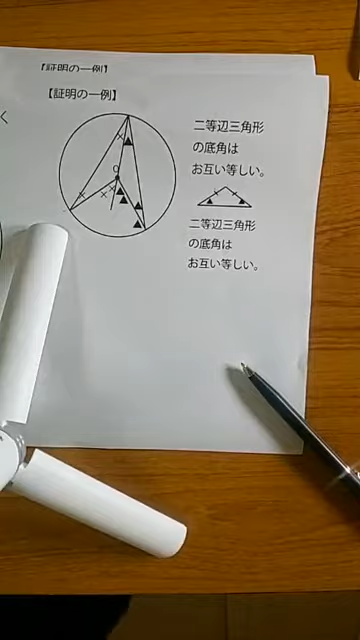 【証明の一例】
【証明の一例】
く
O
二等辺三角形
の底角は
お互い等しい。
二等辺三角形
の底角は
お互い等しい。